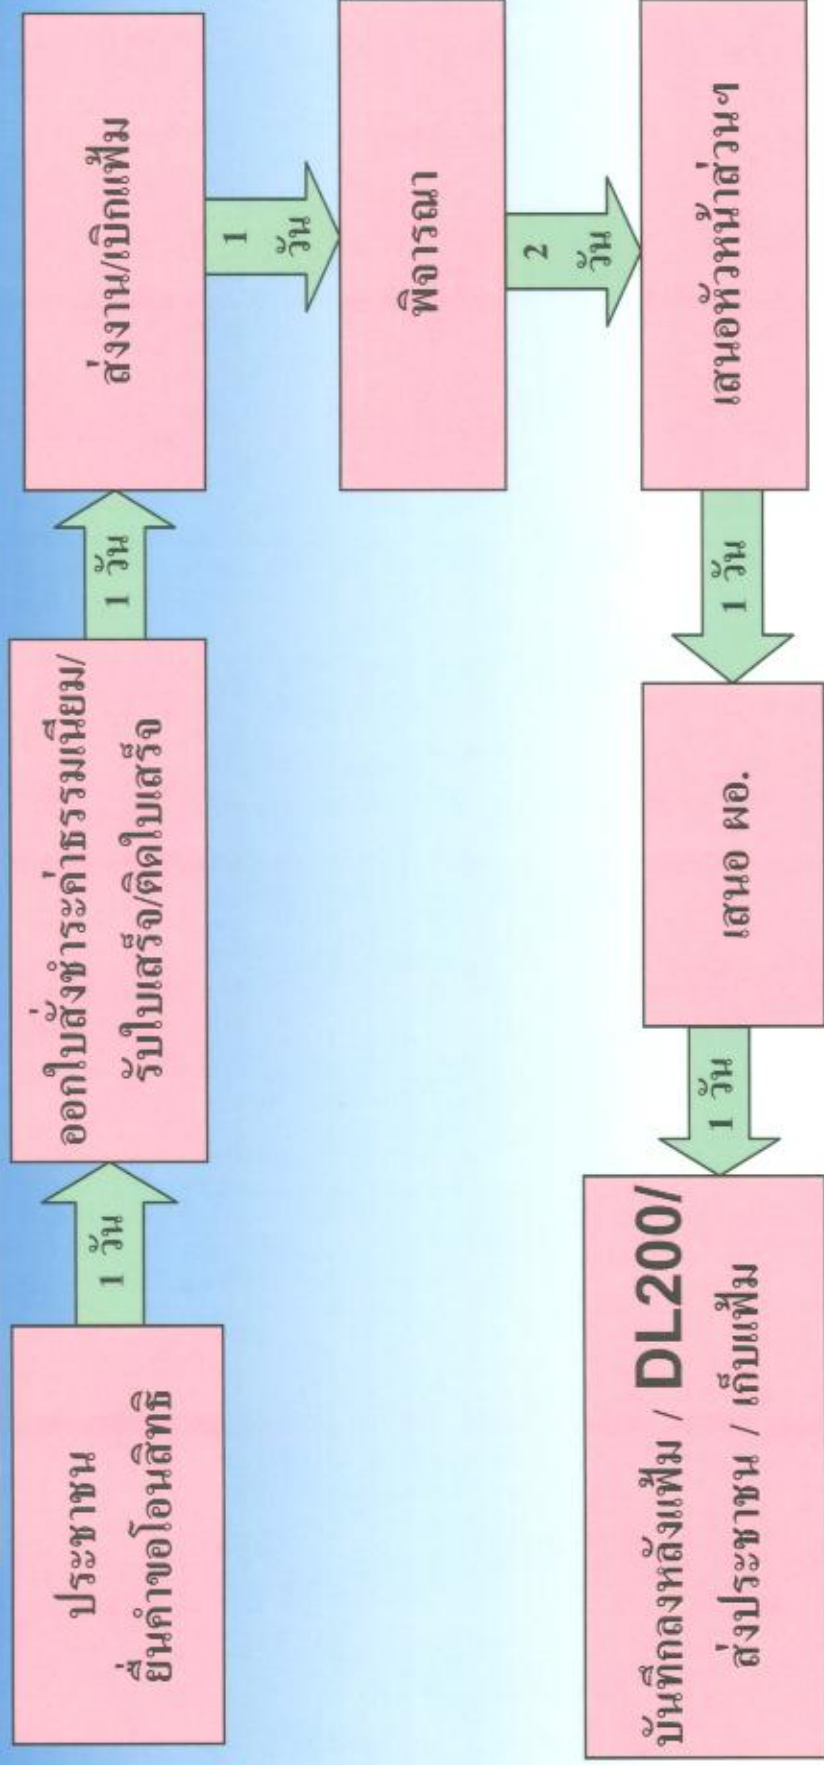 ประชาชน
ยื่นคำขอโอนสิทธิ
1 วัน
ออกใบสั่งชำระค่าธรรมเนียม/
รับใบเสร็จ/ติดใบเสร็จ
1 วัน
ส่งงาน/เบิกแฟ้ม
1
วัน
พิจารณา
2
วัน
เสนอหัวหน้าส่วนฯ
1 วัน
เสนอ ผอ.
1 วัน
บันทึกลงหลังแฟ้ม / DL200/
ส่งประชาชน / เก็บแฟ้ม